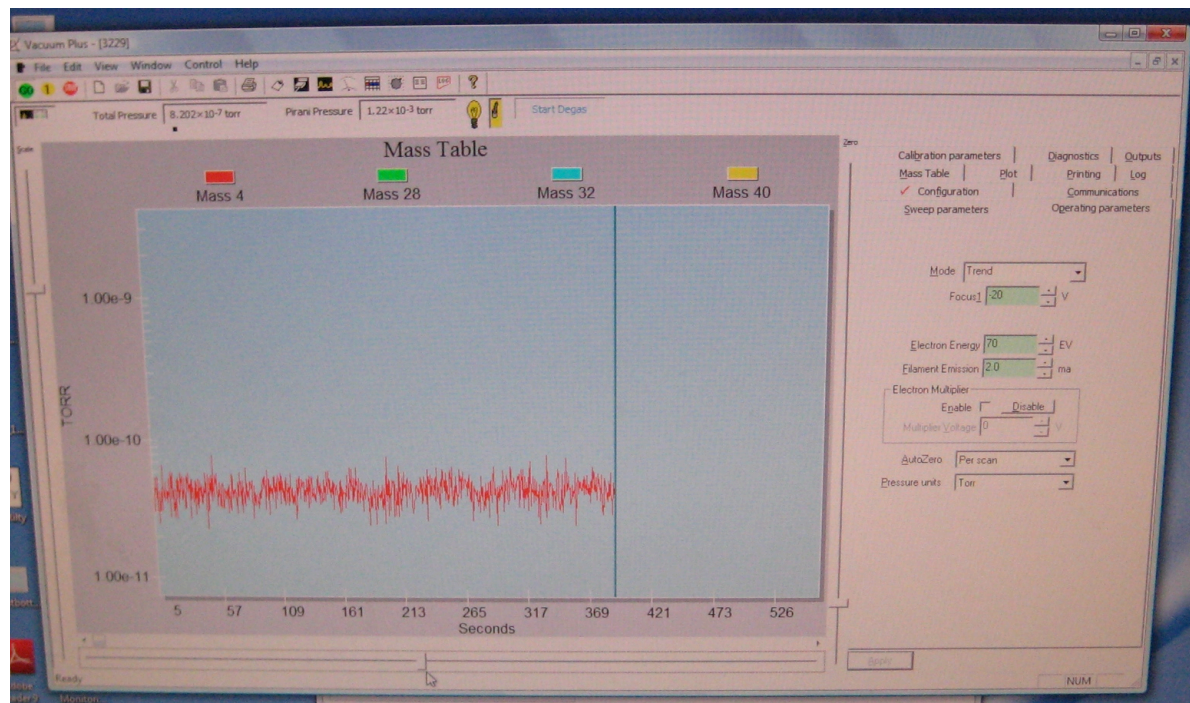 Vacuum Plus - [3229]
File Edit View Window Control Help
Total Pressure 8.202×10-7 torr Pirani Pressure 1.22×10-3 torr Start Degas
Scale
Zero
Mass Table
Mass 4 Mass 28 Mass 32 Mass 40
1.00e-9
1.00e-10
1.00e-11
TORR
5 57 109 161 213 265 317 369 421 473 526
Seconds
Calibration parameters Diagnostics Outputs
Mass Table Plot Printing Log
Configuration Communications
Sweep parameters Operating parameters
Mode Trend
Focus1 -20 V
Electron Energy 70 EV
Filament Emission 2.0 ma
Electron Multiplier
Enable Disable
Multiplier Voltage 0 V
AutoZero Per scan
Pressure units Torr
Apply
Ready
NUM